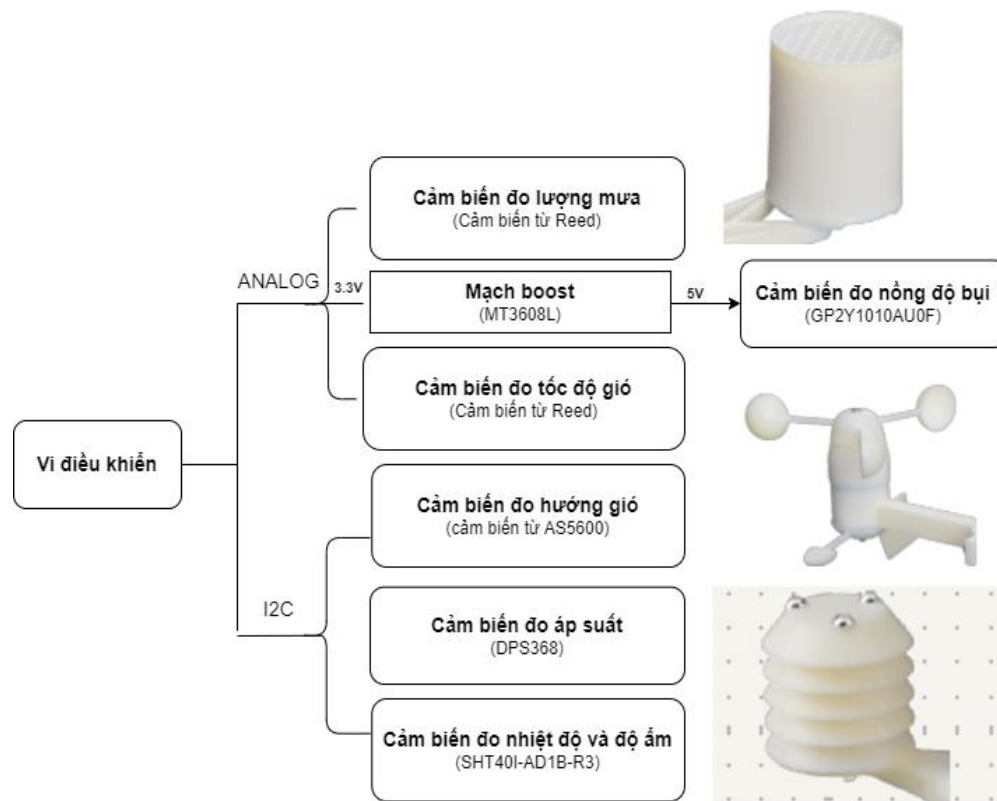 Cảm biến đo lượng mưa
(Cảm biến từ Reed)
ANALOG
3.3V
Mạch boost
(MT3608L)
5V
Cảm biến đo nồng độ bụi
(GP2Y1010AU0F)
Cảm biến đo tốc độ gió
(Cảm biến từ Reed)
Vi điều khiển
Cảm biến đo hướng gió
(cảm biến từ AS5600)
I2C
Cảm biến đo áp suất
(DPS368)
Cảm biến đo nhiệt độ và độ ẩm
(SHT40I-AD1B-R3)